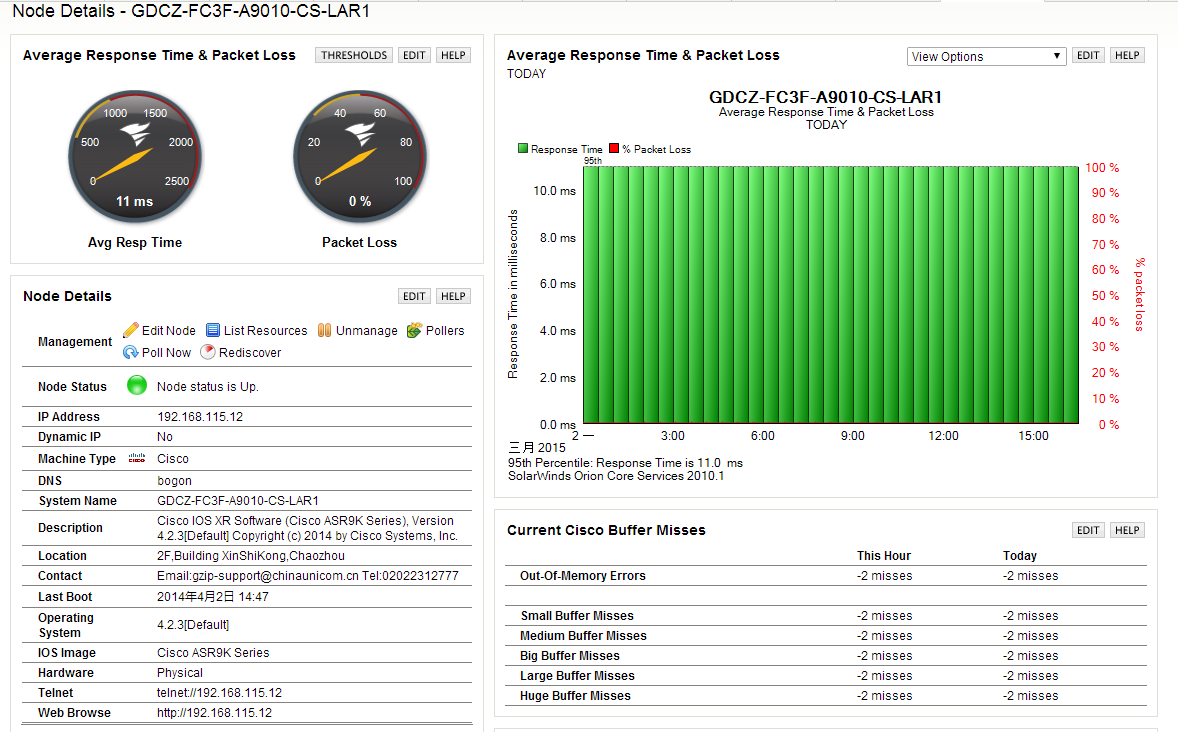 Node Details - GDCZ-FC3F-A9010-CS-LAR1
Average Response Time & Packet Loss THRESHOLDS EDIT HELP
1000 1500
500 2000
0 2500
11 ms
Avg Resp Time
40 60
20 80
0 100
0 %
Packet Loss
Node Details EDIT HELP
Management Edit Node List Resources Unmanage Pollers
Poll Now Rediscover
Node Status Node status is Up.
IP Address 192.168.115.12
Dynamic IP No
Machine Type Cisco
DNS bogon
System Name GDCZ-FC3F-A9010-CS-LAR1
Description Cisco IOS XR Software (Cisco ASR9K Series), Version
4.2.3[Default] Copyright (c) 2014 by Cisco Systems, Inc.
Location 2F,Building XinShiKong,Chaozhou
Contact Email:gzip-support@chinaunicom.cn Tel:02022312777
Last Boot 2014年4月2日 14:47
Operating
System 4.2.3[Default]
IOS Image Cisco ASR9K Series
Hardware Physical
Telnet telnet://192.168.115.12
Web Browse http://192.168.115.12
Average Response Time & Packet Loss View Options EDIT HELP
TODAY
GDCZ-FC3F-A9010-CS-LAR1
Average Response Time & Packet Loss
TODAY
Response Time % Packet Loss
95th
100 %
10.0 ms 90 %
80 %
8.0 ms 70 %
6.0 ms 60 %
50 %
4.0 ms 40 %
30 %
2.0 ms 20 %
10 %
0.0 ms 0 %
Response Time in milliseconds
% packet loss
2 一 3:00 6:00 9:00 12:00 15:00
三月 2015
95th Percentile: Response Time is 11.0 ms
SolarWinds Orion Core Services 2010.1
Current Cisco Buffer Misses EDIT HELP
This Hour Today
Out-Of-Memory Errors -2 misses -2 misses
Small Buffer Misses -2 misses -2 misses
Medium Buffer Misses -2 misses -2 misses
Big Buffer Misses -2 misses -2 misses
Large Buffer Misses -2 misses -2 misses
Huge Buffer Misses -2 misses -2 misses